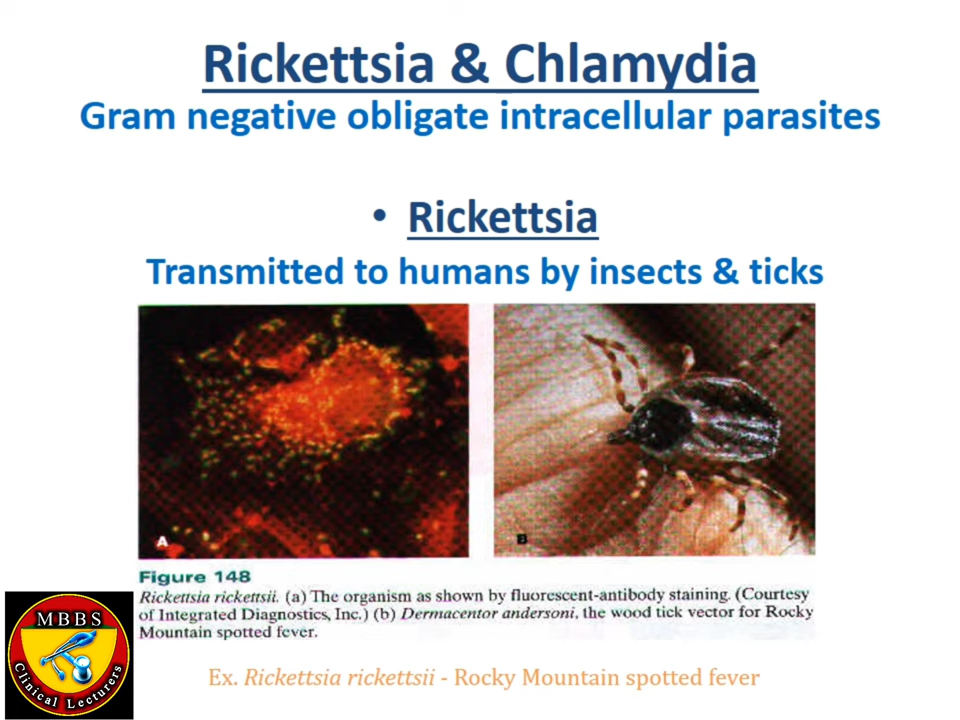 Rickettsia & Chlamydia
Gram negative obligate intracellular parasites
• Rickettsia
Transmitted to humans by insects & ticks
A
B
Figure 148
Rickettsia rickettsii. (a) The organism as shown by fluorescent-antibody staining. (Courtesy
of Integrated Diagnostics, Inc.) (b) Dermacentor andersoni, the wood tick vector for Rocky
Mountain spotted fever.
MBBS
Clinical Lecturers
Ex. Rickettsia rickettsii - Rocky Mountain spotted fever